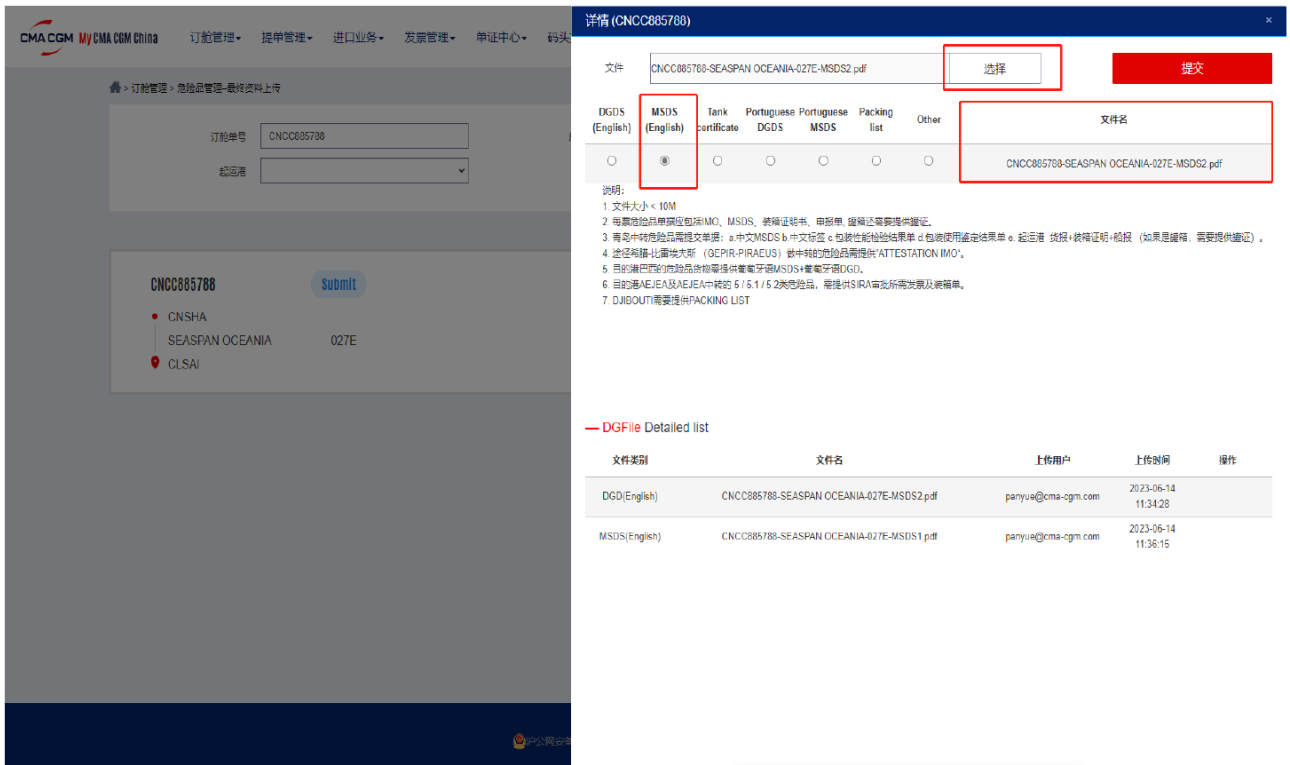 CMA CGM My CMA CGM China 订舱管理 提单管理 进口业务 发票管理 单证中心 码头
> 订舱管理 > 危险品管理-最终资料上传
订舱单号 CNCC885788
起运港
CNCC885788 Submit
CNSHA
SEASPAN OCEANIA 027E
CLSAI
沪公网安
详情 (CNCC885788) ×
文件 CNCC885788-SEASPAN OCEANIA-027E-MSDS2.pdf 选择 提交
DGDS (English) MSDS (English) Tank certificate Portuguese DGDS Portuguese MSDS Packing list Other 文件名
CNCC885788-SEASPAN OCEANIA-027E-MSDS2.pdf
说明:
1. 文件大小 < 10M
2. 每票危险品单据应包括IMO、MSDS、装箱证明书、申报单, 罐箱还需要提供罐证。
3. 青岛中转危险品需提交单据：a.中文MSDS b.中文标签 c.包装性能检验结果单 d.包装使用鉴定结果单 e. 起运港 货报+装箱证明+船报 （如果是罐箱，需要提供罐证）.
4. 途径希腊-比雷埃夫斯 （GEPIR-PIRAEUS）做中转的危险品需提供"ATTESTATION IMO"。
5. 目的港巴西的危险品货物需提供葡萄牙语MSDS+葡萄牙语DGD。
6. 目的港AEJEA及AEJEA中转的 5 / 5.1 / 5.2类危险品，需提供SIRA审批所需发票及装箱单。
7. DJIBOUTI需要提供PACKING LIST
DGFile Detailed list
文件类别 文件名 上传用户 上传时间 操作
DGD(English) CNCC885788-SEASPAN OCEANIA-027E-MSDS2.pdf panyue@cma-cgm.com 2023-06-14 11:34:28
MSDS(English) CNCC885788-SEASPAN OCEANIA-027E-MSDS1.pdf panyue@cma-cgm.com 2023-06-14 11:36:15